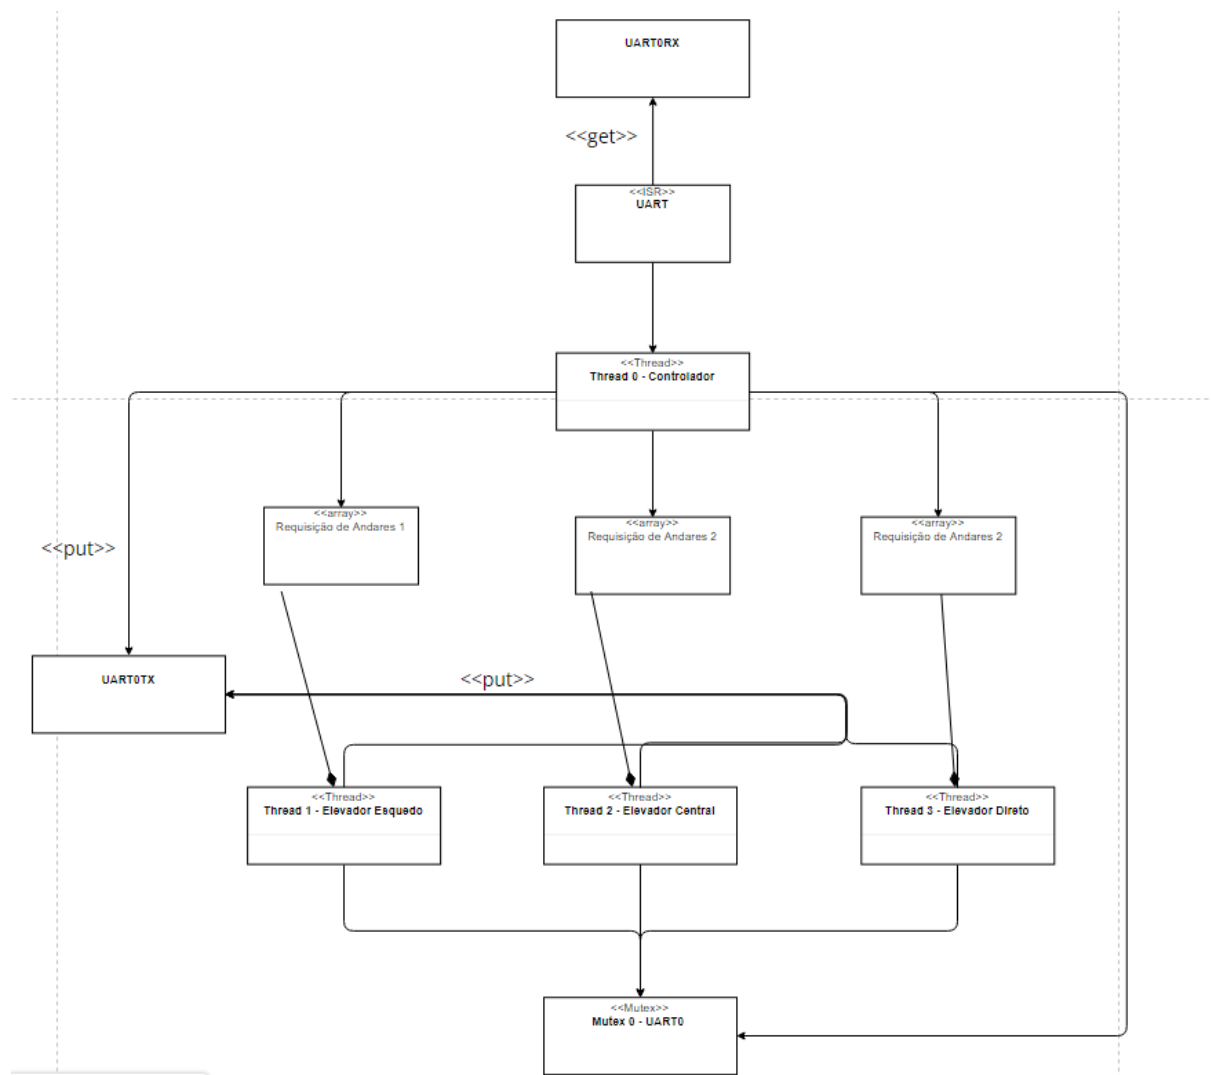 UART0RX
<<get>>
<<ISR>>
UART
<<Thread>>
Thread 0 - Controlador
<<array>>
Requisição de Andares 1
<<array>>
Requisição de Andares 2
<<array>>
Requisição de Andares 2
<<put>>
UART0TX
<<put>>
<<Thread>>
Thread 1 - Elevador Esquedo
<<Thread>>
Thread 2 - Elevador Central
<<Thread>>
Thread 3 - Elevador Direto
<<Mutex>>
Mutex 0 - UART0